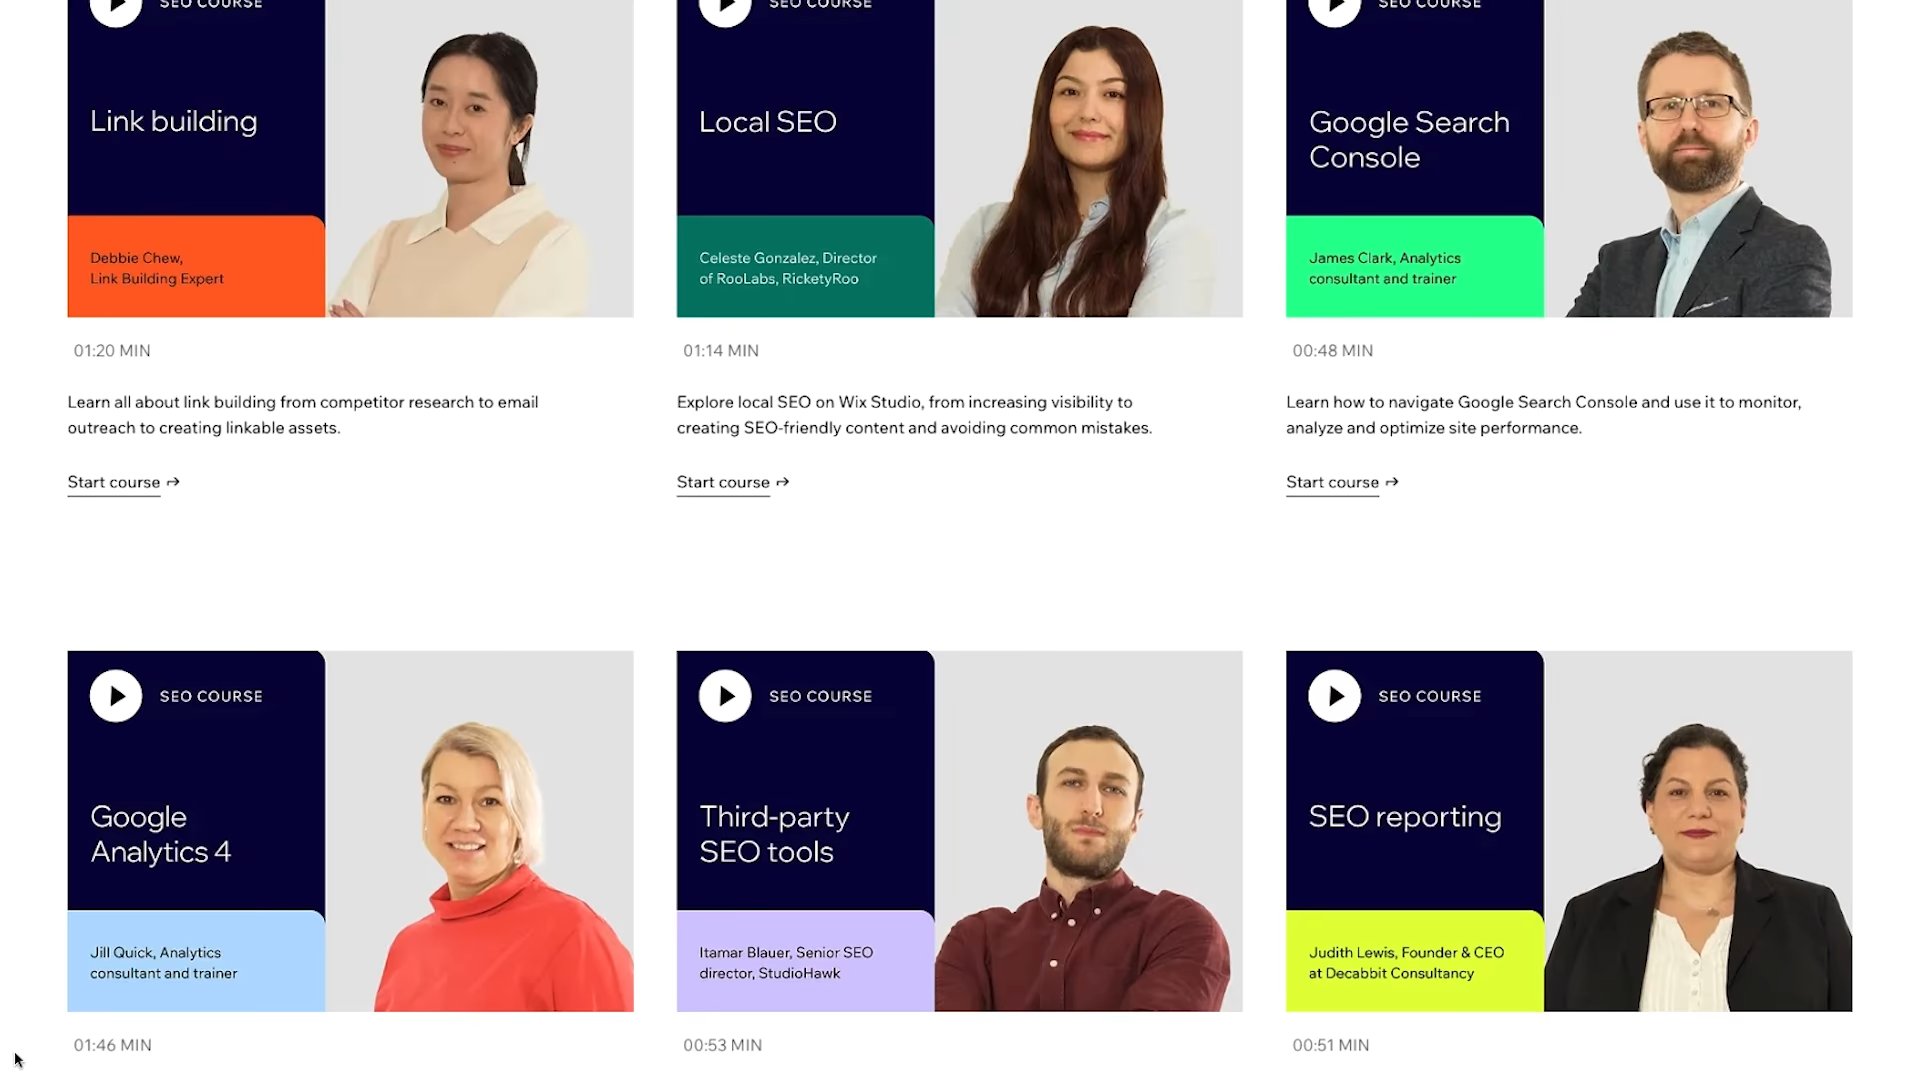 SEO COURSE
Link building
Debbie Chew,
Link Building Expert
01:20 MIN
Learn all about link building from competitor research to email
outreach to creating linkable assets.
Start course
SEO COURSE
Local SEO
Celeste Gonzalez, Director
of RooLabs, RicketyRoo
01:14 MIN
Explore local SEO on Wix Studio, from increasing visibility to
creating SEO-friendly content and avoiding common mistakes.
Start course
SEO COURSE
Google Search
Console
James Clark, Analytics
consultant and trainer
00:48 MIN
Learn how to navigate Google Search Console and use it to monitor,
analyze and optimize site performance.
Start course
SEO COURSE
Google
Analytics 4
Jill Quick, Analytics
consultant and trainer
01:46 MIN
SEO COURSE
Third-party
SEO tools
Itamar Blauer, Senior SEO
director, StudioHawk
00:53 MIN
SEO COURSE
SEO reporting
Judith Lewis, Founder & CEO
at Decabbit Consultancy
00:51 MIN